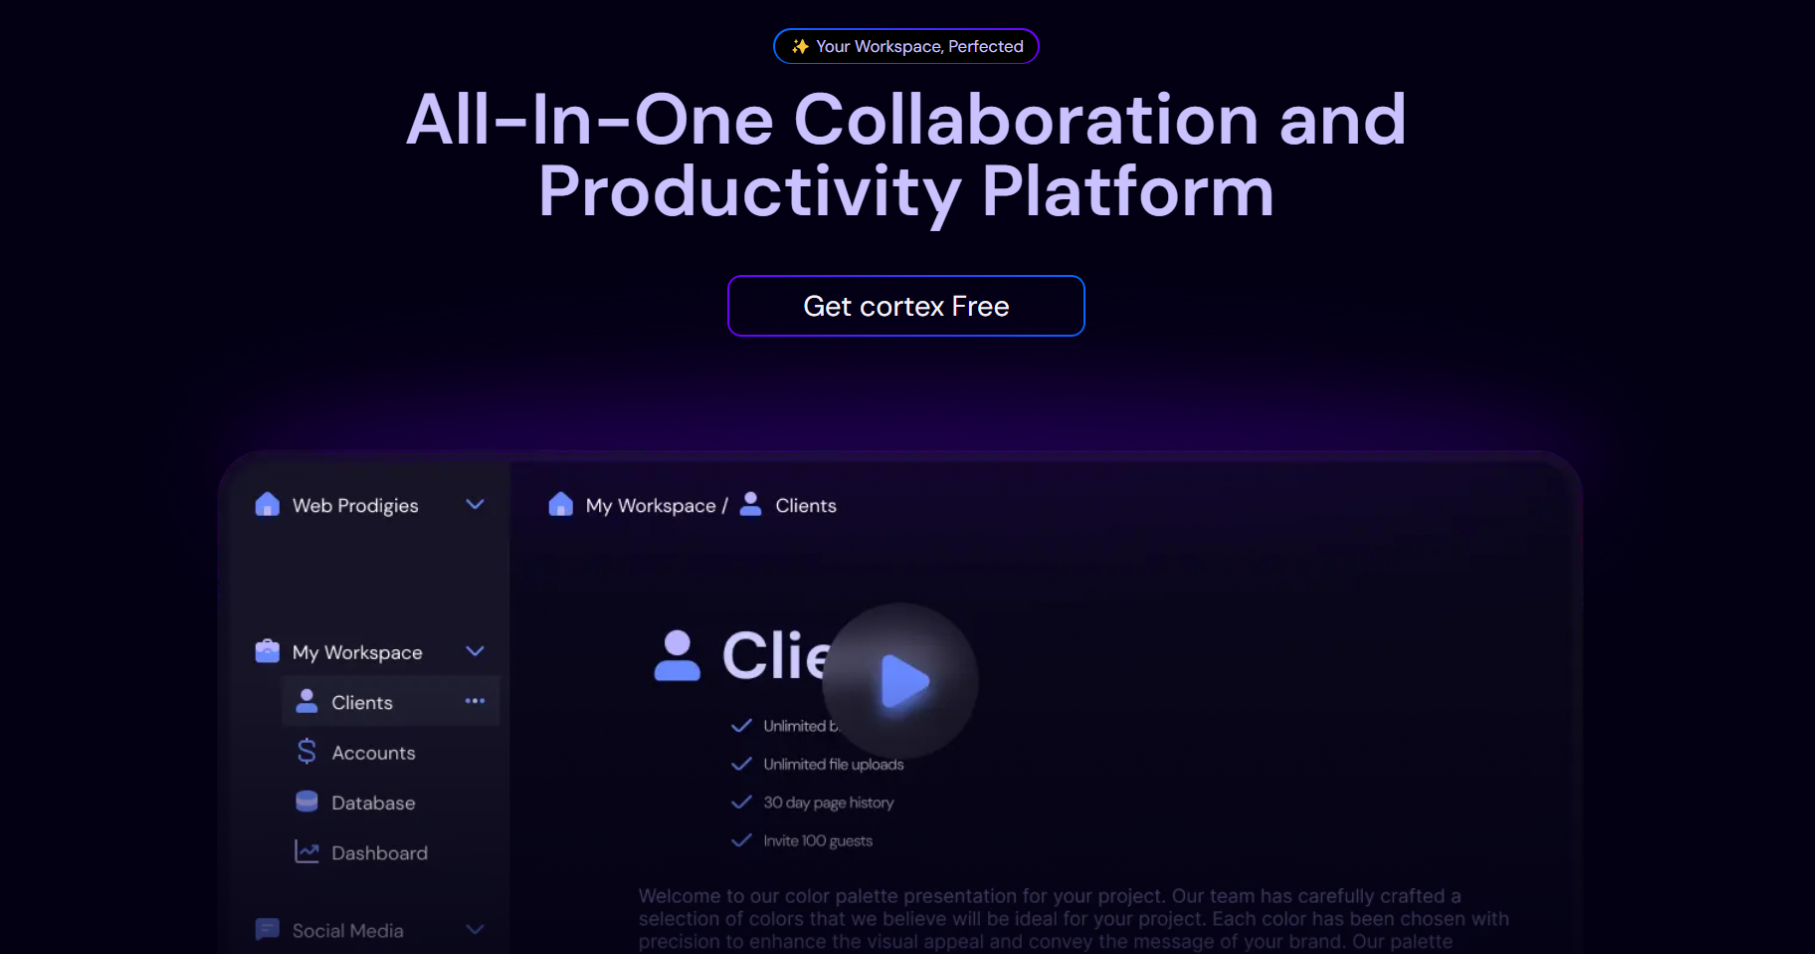 ✨ Your Workspace, Perfected
All-In-One Collaboration and
Productivity Platform
Get cortex Free
Web Prodigies
My Workspace / Clients
My Workspace
Clients
Accounts
Database
Dashboard
Social Media
Clie
Unlimited
Unlimited file uploads
30 day page history
Invite 100 guests
Welcome to our color palette presentation for your project. Our team has carefully crafted a
selection of colors that we believe will be ideal for your project. Each color has been chosen with
precision to enhance the visual appeal and convey the message of your brand. Our palette